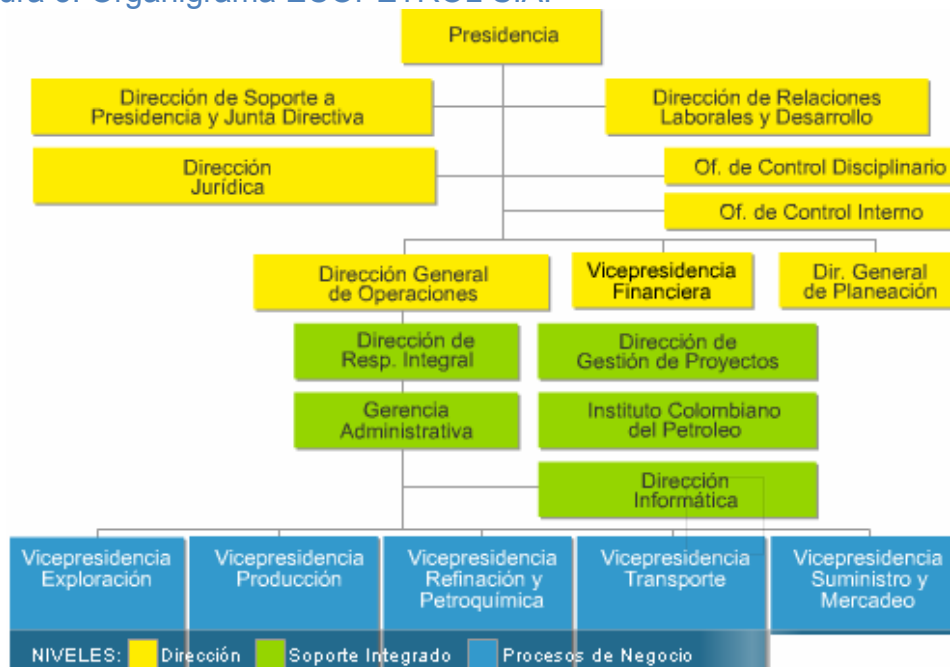 Organigrama ECOPETROL S.A.
Presidencia
Dirección de Soporte a
Presidencia y Junta Directiva
Dirección de Relaciones
Laborales y Desarrollo
Dirección
Jurídica
Of. de Control Disciplinario
Of. de Control Interno
Dirección General
de Operaciones
Vicepresidencia
Financiera
Dir. General
de Planeación
Dirección de
Resp. Integral
Dirección de
Gestión de Proyectos
Gerencia
Administrativa
Instituto Colombiano
del Petroleo
Dirección
Informática
Vicepresidencia
Exploración
Vicepresidencia
Producción
Vicepresidencia
Refinación y
Petroquímica
Vicepresidencia
Transporte
Vicepresidencia
Suministro y
Mercadeo
NIVELES: Dirección Soporte Integrado Procesos de Negocio